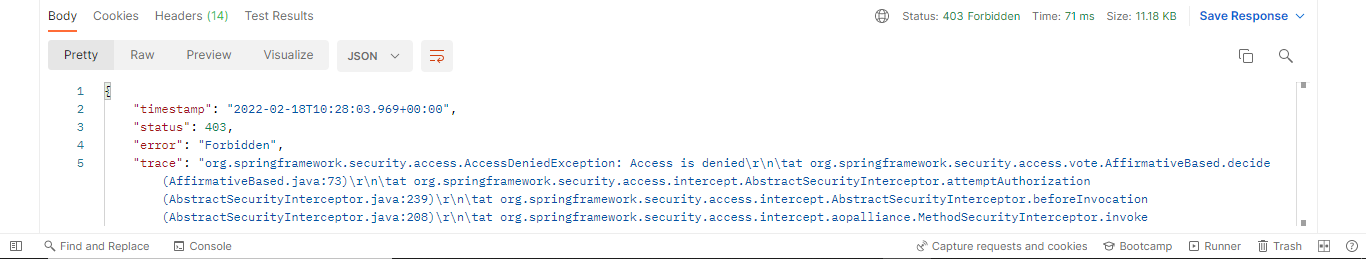 Body Cookies Headers (14) Test Results Status: 403 Forbidden Time: 71 ms Size: 11.18 KB Save Response
Pretty Raw Preview Visualize JSON
1 {
2 "timestamp": "2022-02-18T10:28:03.969+00:00",
3 "status": 403,
4 "error": "Forbidden",
5 "trace": "org.springframework.security.access.AccessDeniedException: Access is denied\r\n\tat org.springframework.security.access.vote.AffirmativeBased.decide
(AffirmativeBased.java:73)\r\n\tat org.springframework.security.access.intercept.AbstractSecurityInterceptor.attemptAuthorization
(AbstractSecurityInterceptor.java:239)\r\n\tat org.springframework.security.access.intercept.AbstractSecurityInterceptor.beforeInvocation
(AbstractSecurityInterceptor.java:208)\r\n\tat org.springframework.security.access.intercept.aopalliance.MethodSecurityInterceptor.invoke
Find and Replace Console Capture requests and cookies Bootcamp Runner Trash